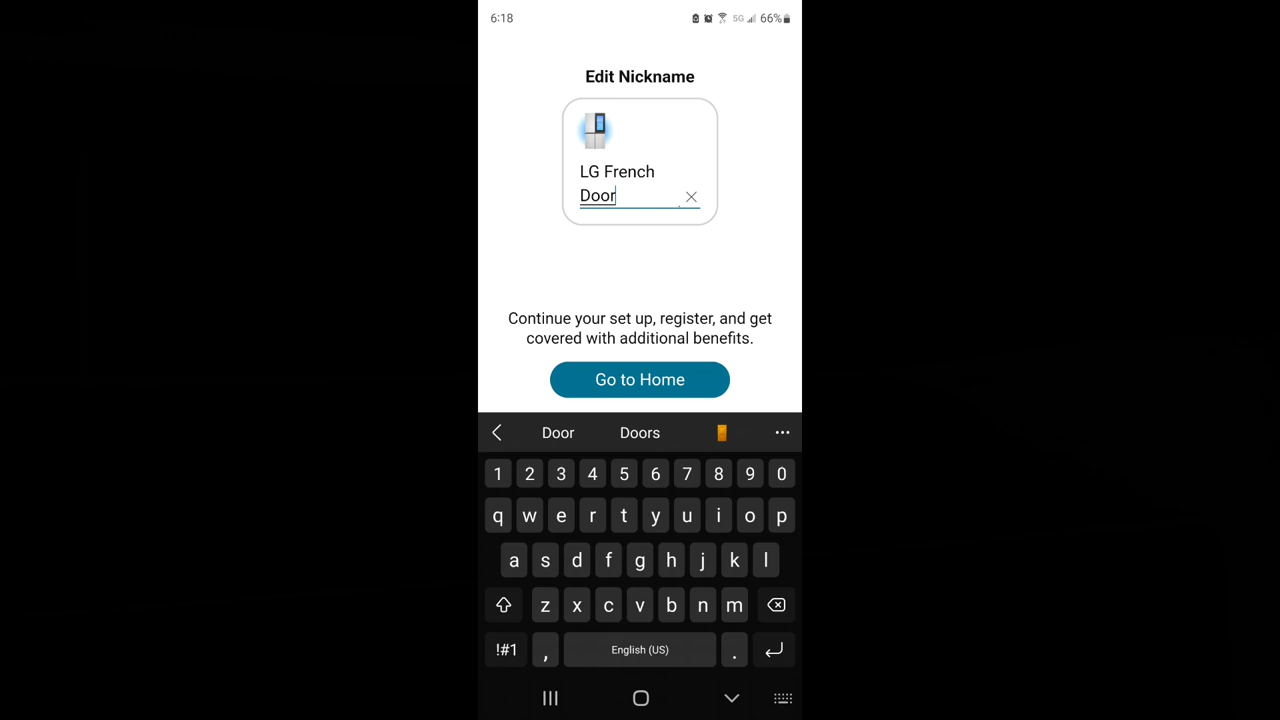 6:18 5G 66%
Edit Nickname
LG French
Door
Continue your set up, register, and get
covered with additional benefits.
Go to Home
Door Doors
1 2 3 4 5 6 7 8 9 0
q w e r t y u i o p
a s d f g h j k l
z x c v b n m
!#1 , English (US) .